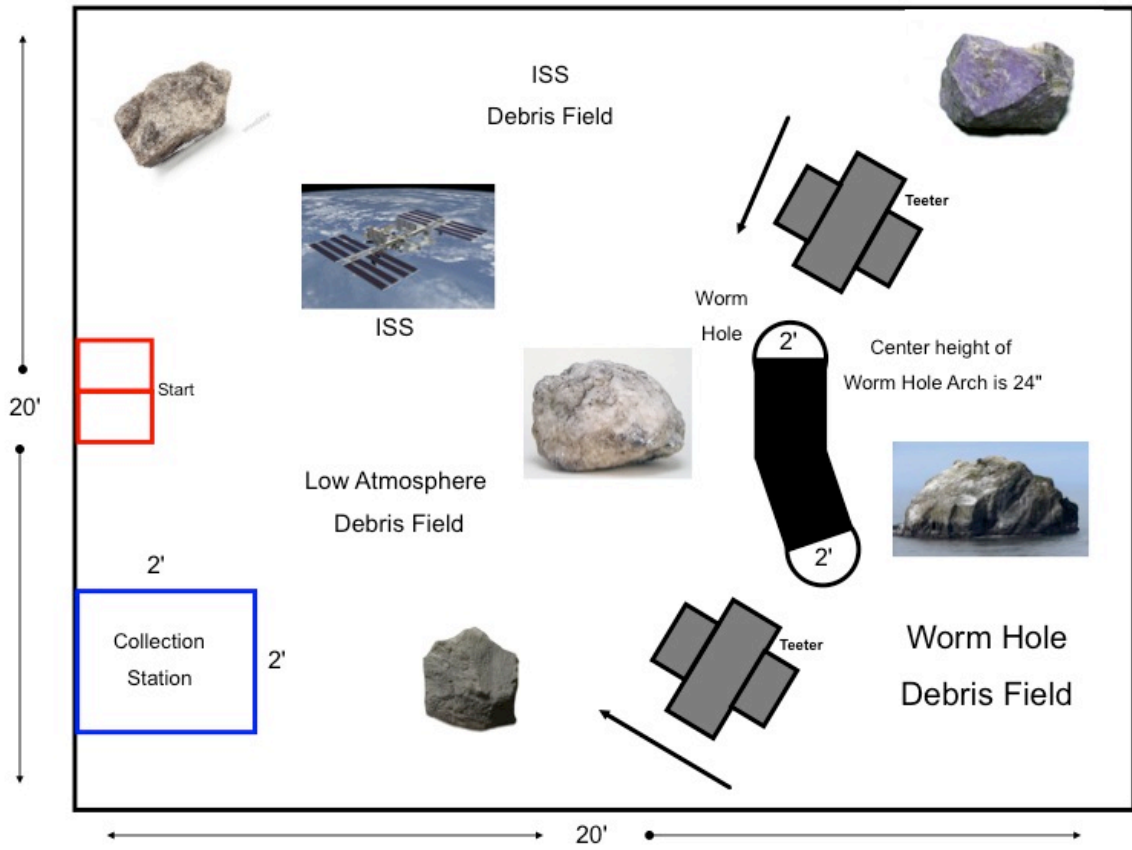 ISS
Debris Field
Teeter
Worm
Hole
ISS
2'
Center height of
Worm Hole Arch is 24"
Start
20'
Low Atmosphere
Debris Field
2'
2'
Collection
Station
2'
Teeter
Worm Hole
Debris Field
20'